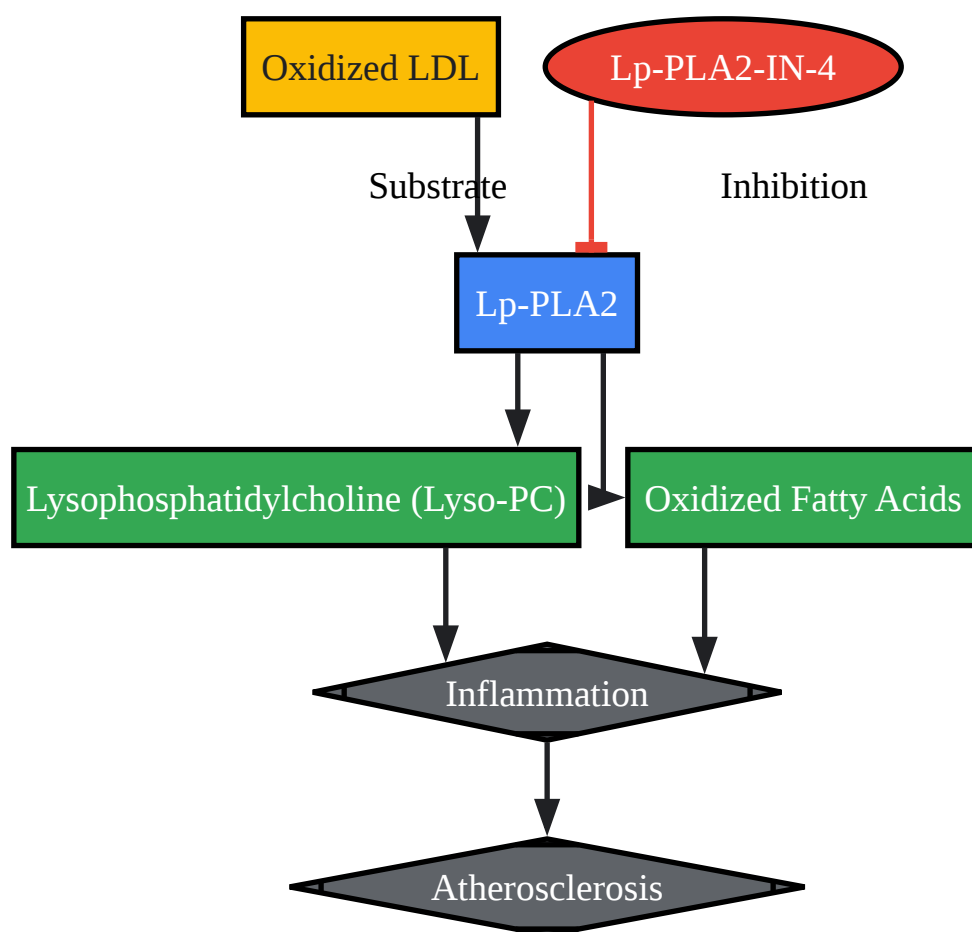 Oxidized LDL
Lp-PLA2-IN-4
Substrate
Inhibition
Lp-PLA2
Lysophosphatidylcholine (Lyso-PC)
Oxidized Fatty Acids
Inflammation
Atherosclerosis